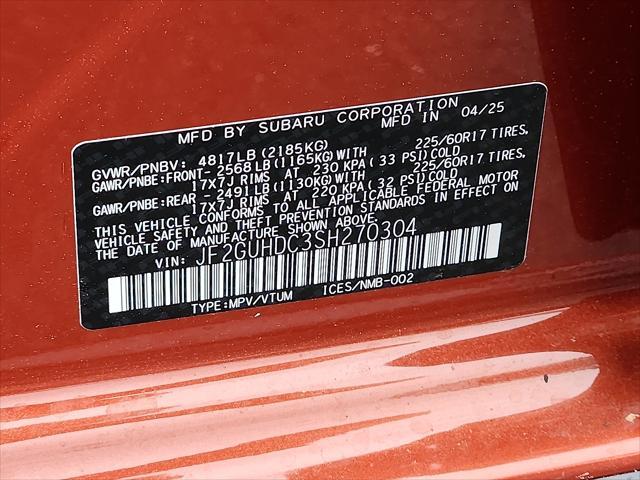 MFD BY SUBARU CORPORATION
MFD IN 04/25
GVWR/PNBV: 4817LB (2185KG)
GAWR/PNBE:FRONT- 2568LB(1165KG)WITH 225/60R17 TIRES,
17X7J RIMS AT 230 KPA( 33 PSI)COLD
GAWR/PNBE:REAR - 2491LB(1130KG)WITH 225/60R17 TIRES,
17X7J RIMS AT 220 KPA( 32 PSI)COLD
THIS VEHICLE CONFORMS TO ALL APPLICABLE FEDERAL MOTOR
VEHICLE SAFETY AND THEFT PREVENTION STANDARDS IN EFFECT ON
THE DATE OF MANUFACTURE SHOWN ABOVE.
VIN: JF2GUHDC3SH270304
TYPE:MPV/VTUM ICES/NMB-002